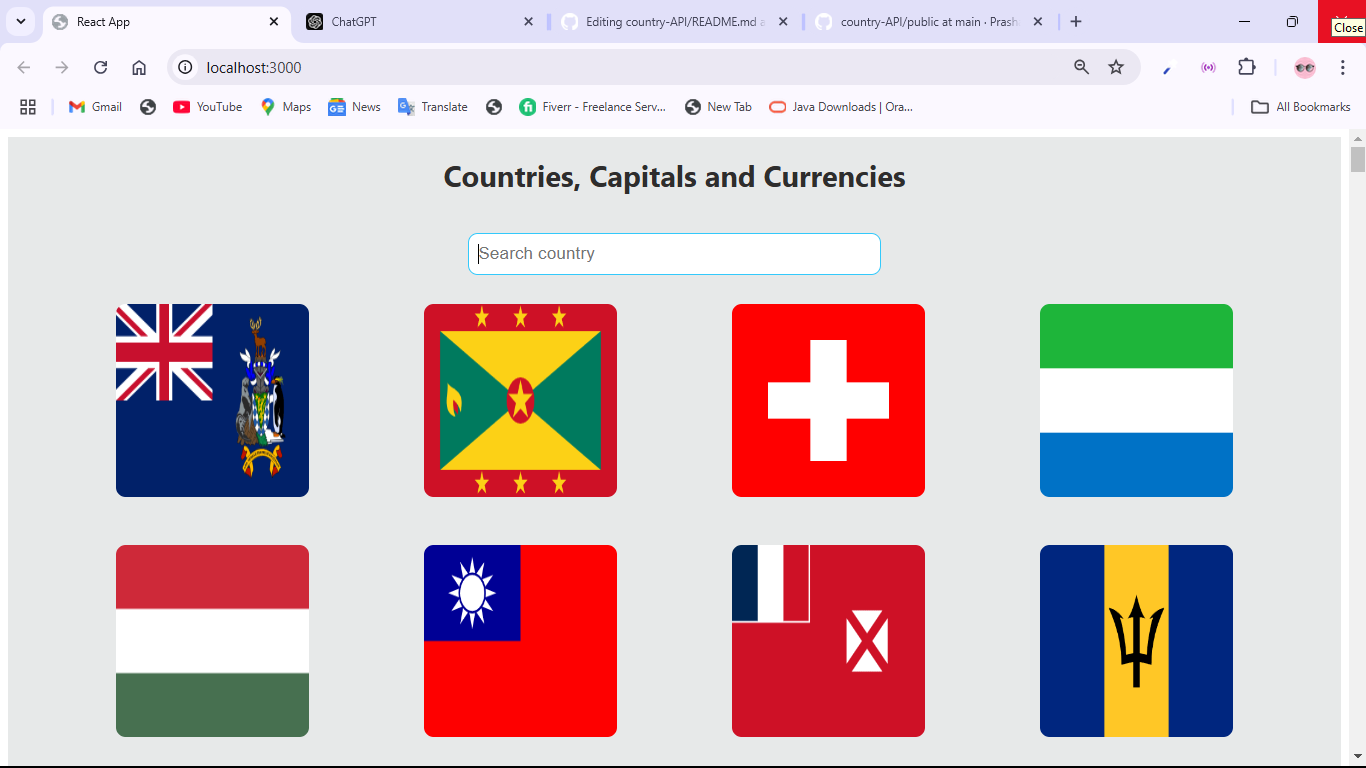 React App
ChatGPT
Editing country-API/README.md a
country-API/public at main · Prash
Close
localhost:3000
Gmail
YouTube
Maps
News
Translate
Fiverr - Freelance Serv...
New Tab
Java Downloads | Ora...
All Bookmarks
Countries, Capitals and Currencies
Search country